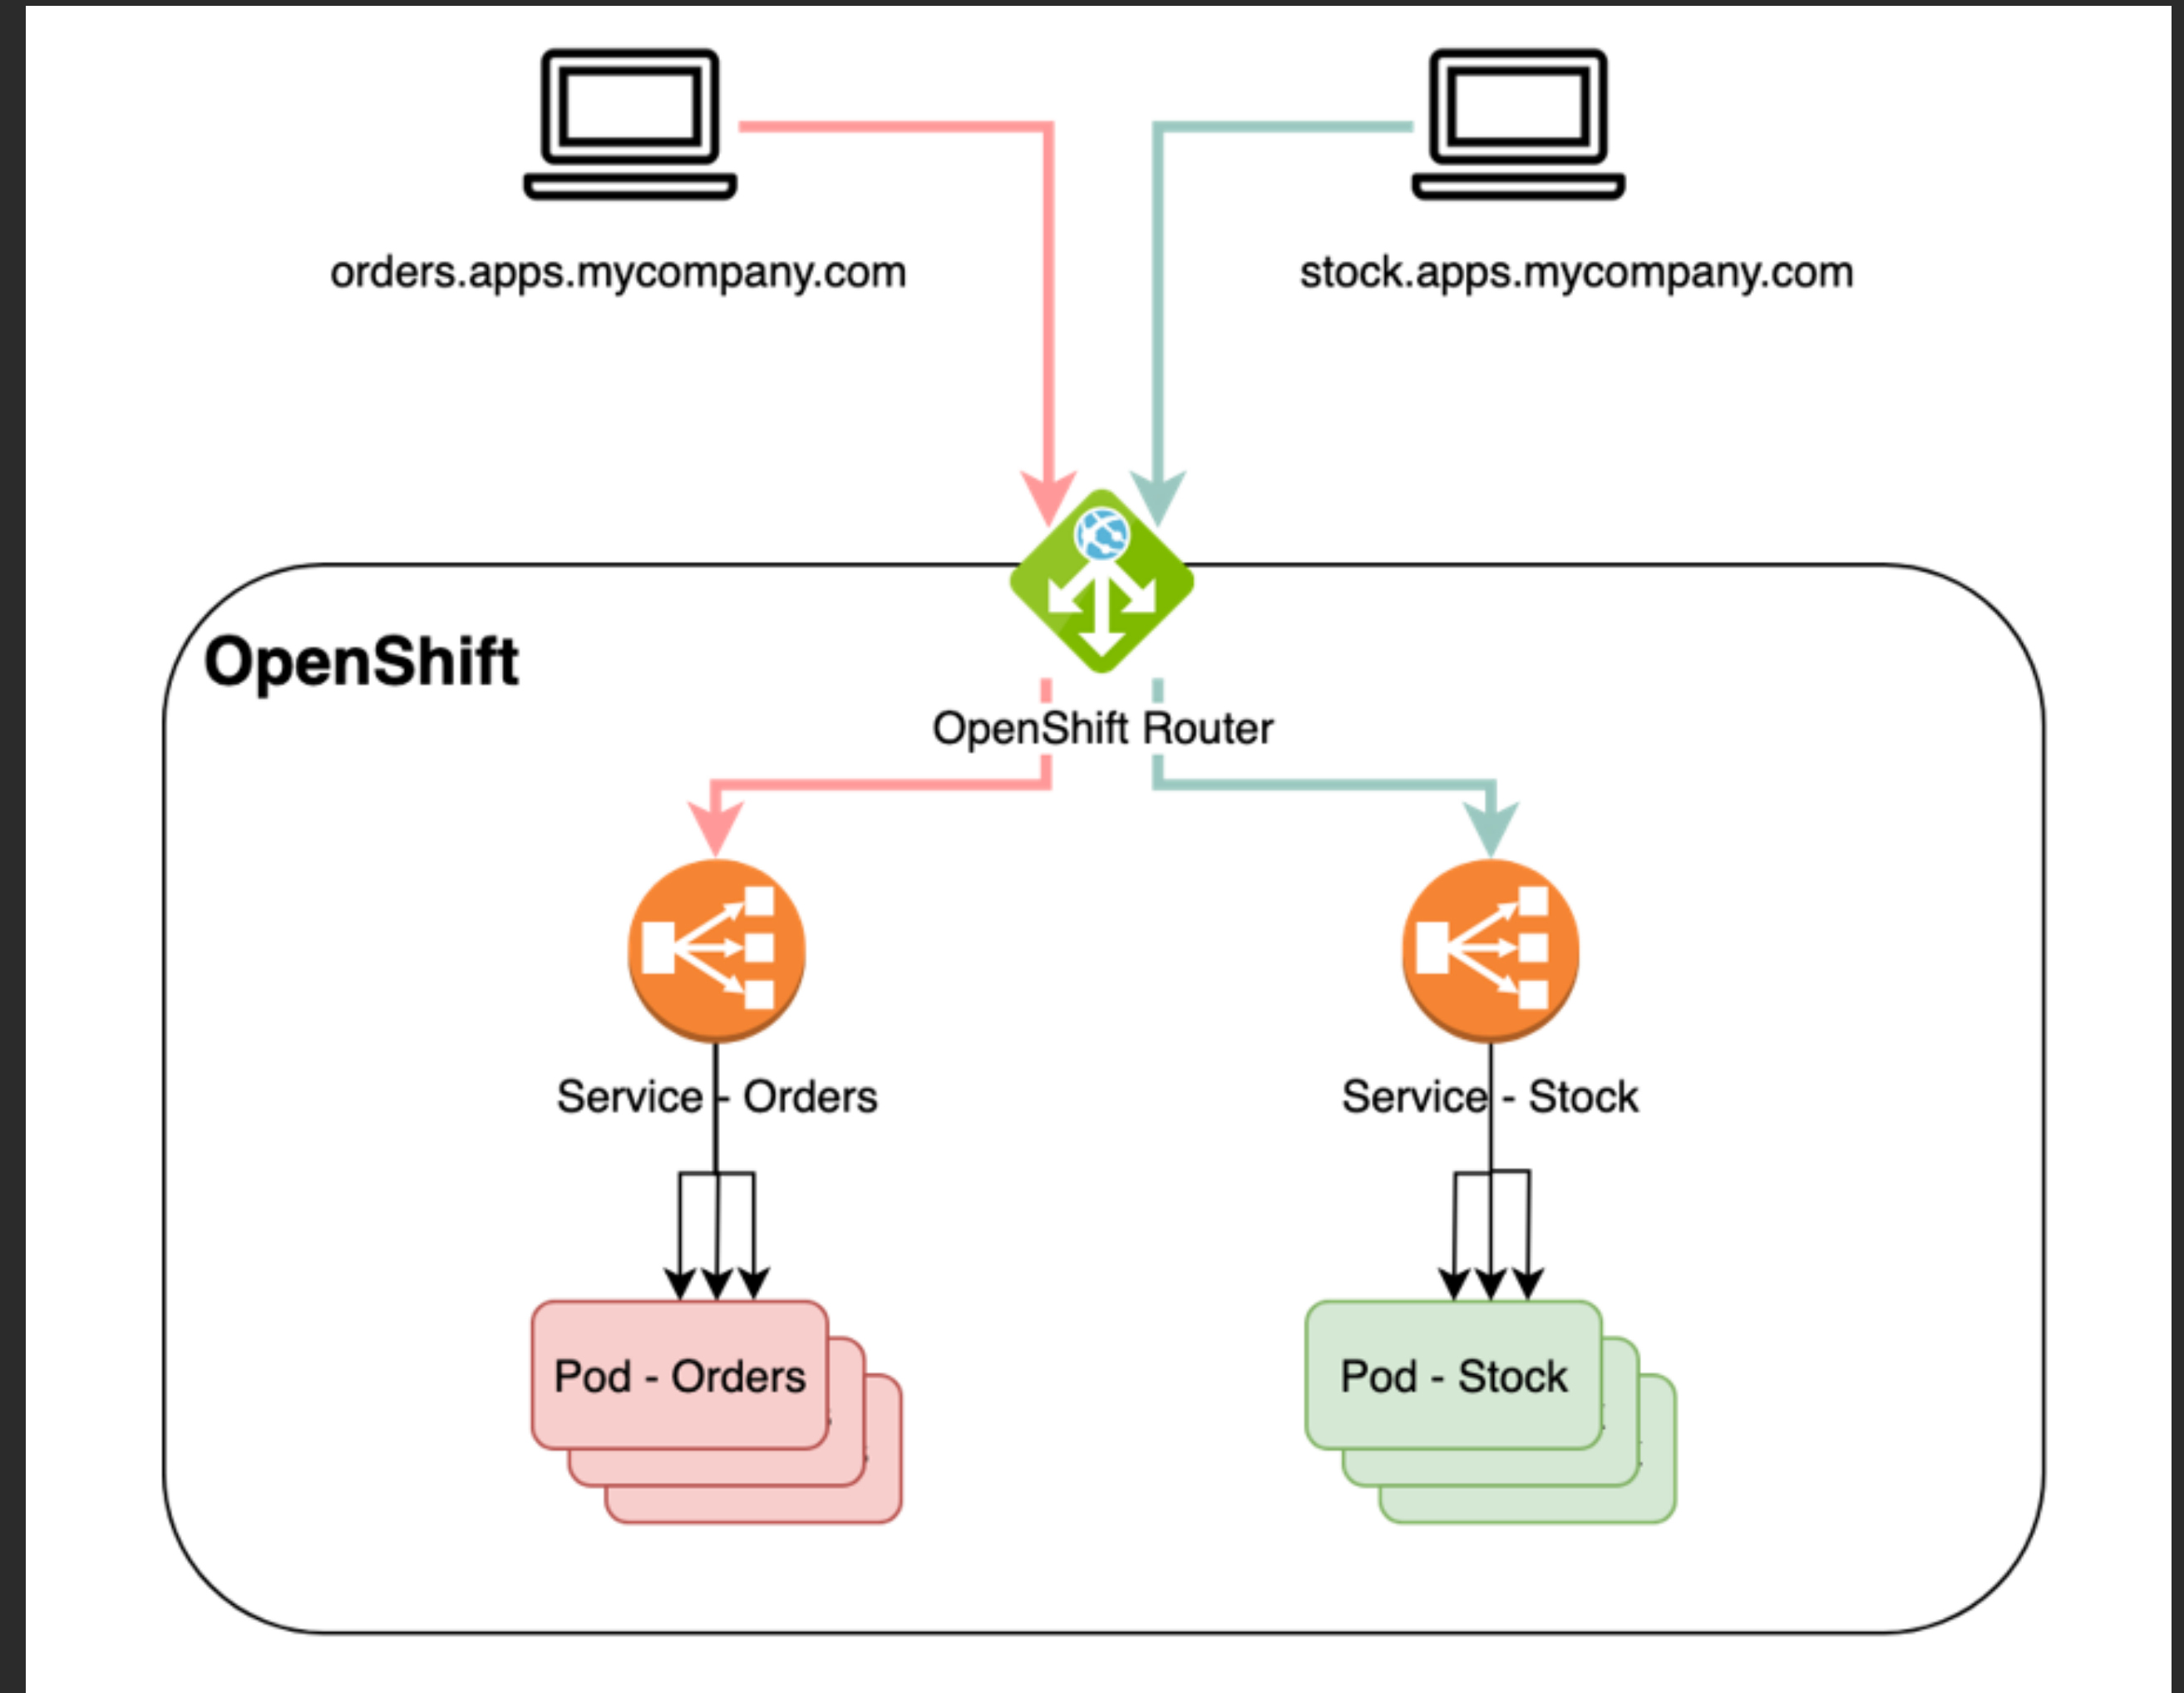 orders.apps.mycompany.com
stock.apps.mycompany.com
OpenShift
OpenShift Router
Service - Orders
Service - Stock
Pod - Orders
Pod - Stock